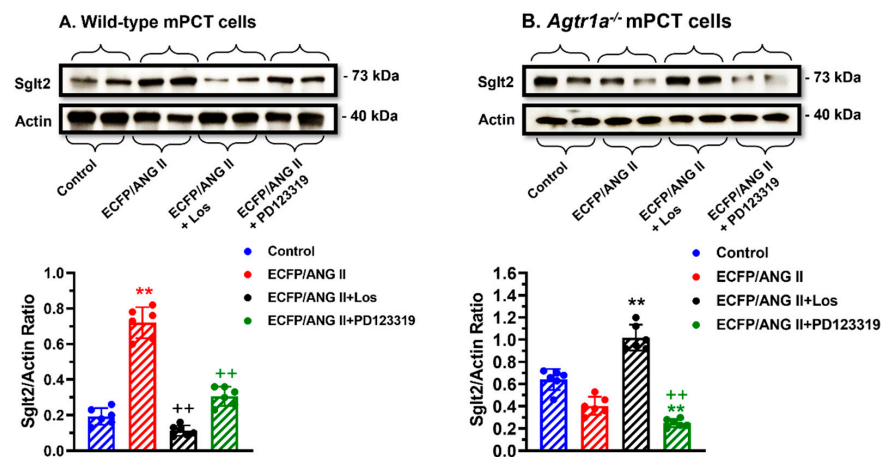 A. Wild-type mPCT cells
Sglt2
- 73 kDa
Actin
- 40 kDa
Control
ECFP/ANG II
ECFP/ANG II
+ Los
ECFP/ANG II
+ PD123319
Control
ECFP/ANG II
ECFP/ANG II+Los
ECFP/ANG II+PD123319
Sglt2/Actin Ratio
1.0
0.8
0.6
0.4
0.2
0.0
**
++
++
B. Agtr1a-/- mPCT cells
Sglt2
- 73 kDa
Actin
- 40 kDa
Control
ECFP/ANG II
ECFP/ANG II
+ Los
ECFP/ANG II
+ PD123319
Control
ECFP/ANG II
ECFP/ANG II+Los
ECFP/ANG II+PD123319
Sglt2/Actin Ratio
1.6
1.4
1.2
1.0
0.8
0.6
0.4
0.2
0.0
**
++
**